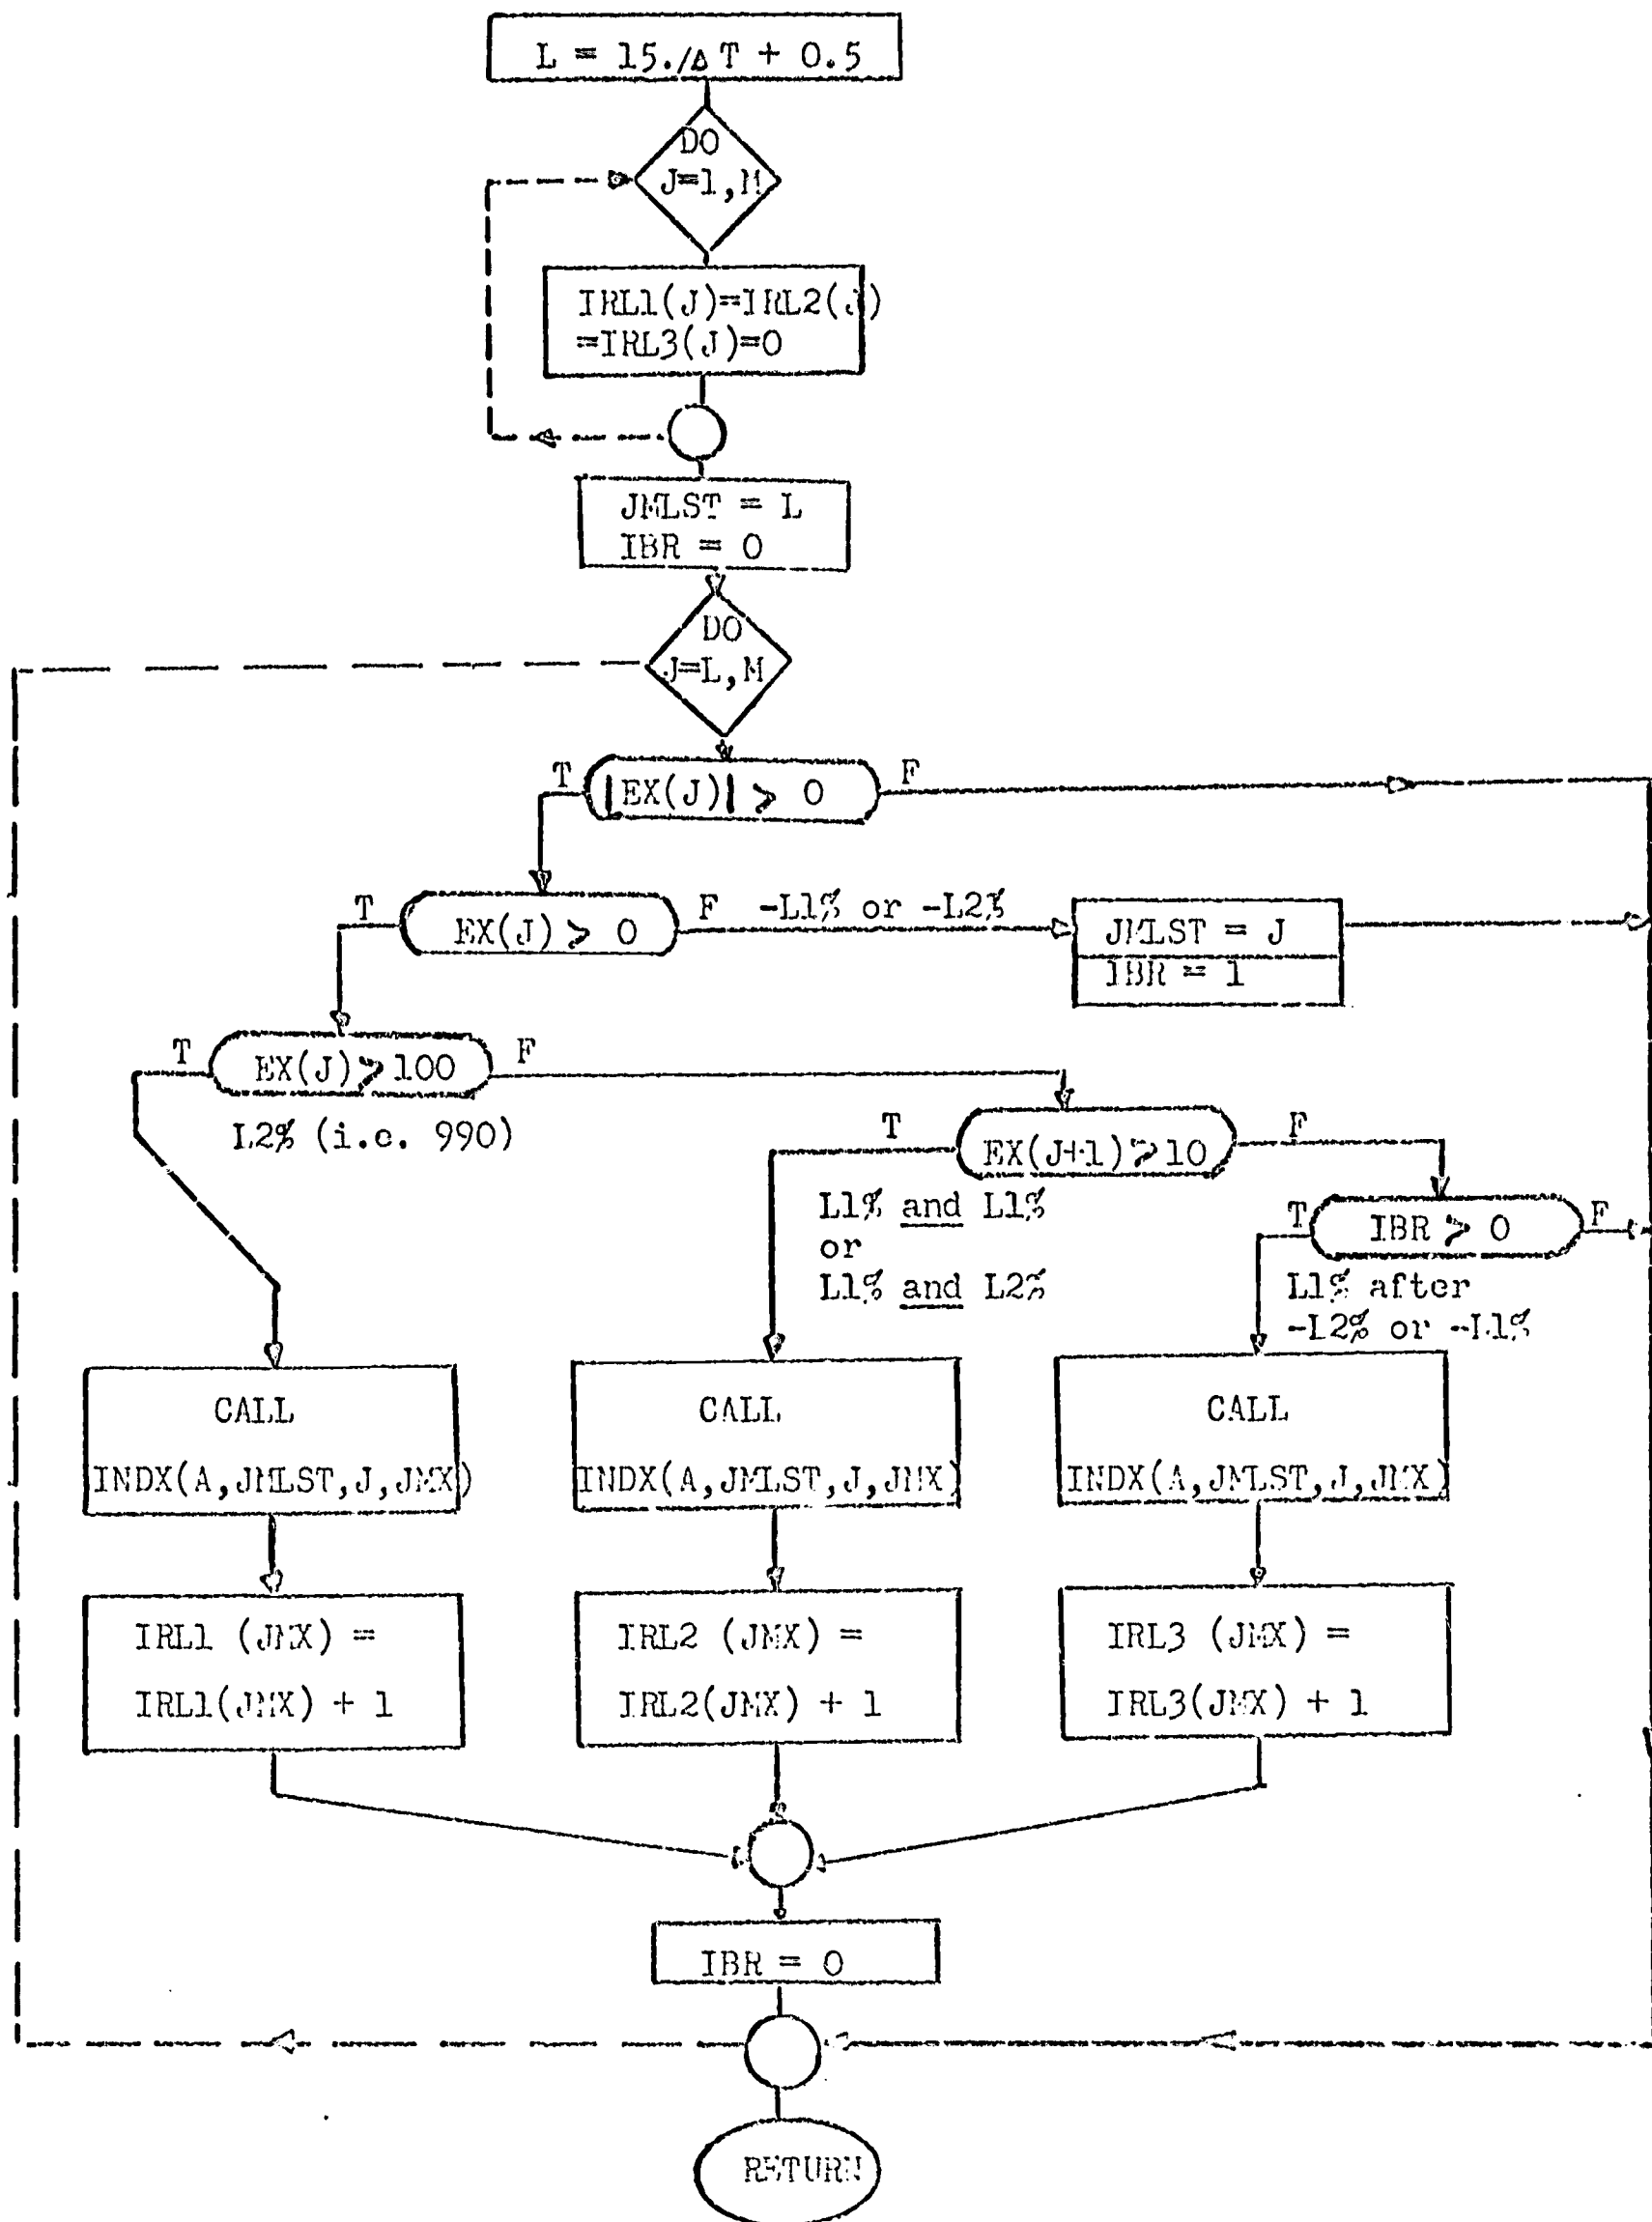 L = 15./Δ T + 0.5
DO
J=1,M
IRL1(J)=IRL2(J)
=IRL3(J)=0
JMLST = L
IBR = 0
DO
J=L,M
T
|EX(J)| > 0
F
T
EX(J) > 0
F
-L1% or -L2%
JMLST = J
IBR = 1
T
EX(J) > 100
F
L2% (i.e. 990)
T
EX(J+1) > 10
F
L1% and L1%
or
L1% and L2%
T
IBR > 0
F
L1% after
-L2% or -L1%
CALL
INDX(A,JMLST,J,JMX)
CALL
INDX(A,JMLST,J,JMX)
CALL
INDX(A,JMLST,J,JMX)
IRL1 (JMX) =
IRL1(JMX) + 1
IRL2 (JMX) =
IRL2(JMX) + 1
IRL3 (JMX) =
IRL3(JMX) + 1
IBR = 0
RETURN